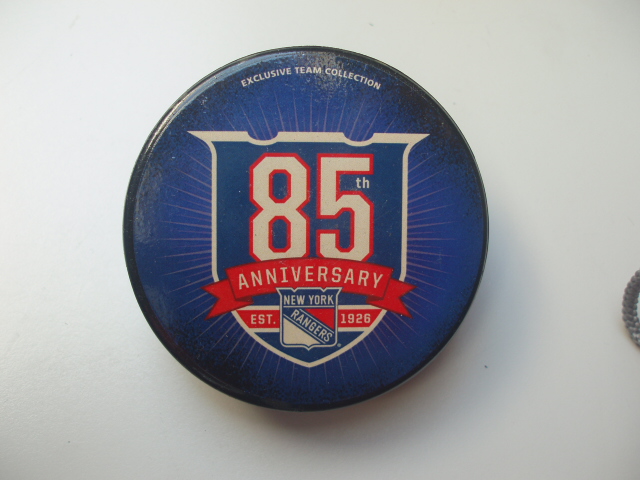 EXCLUSIVE TEAM COLLECTION
85th
ANNIVERSARY
NEW YORK
RANGERS
EST. 1926